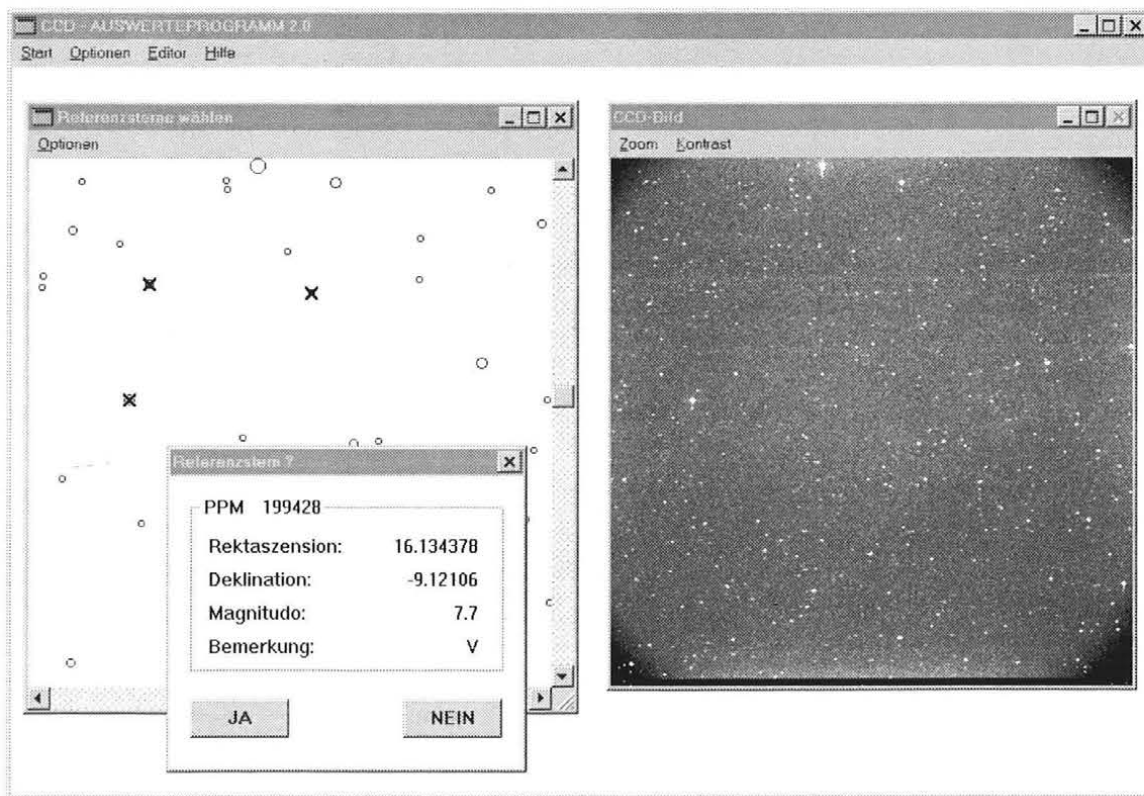 CCD - AUSWERTEPROGRAMM 2.0
Start Optionen Editor Hilfe
Referenzsterne wählen
Optionen
CCD-Bild
Zoom Kontrast
Referenzstern ?
PPM 199428
Rektaszension: 16.134378
Deklination: -9.12106
Magnitudo: 7.7
Bemerkung: V
JA NEIN